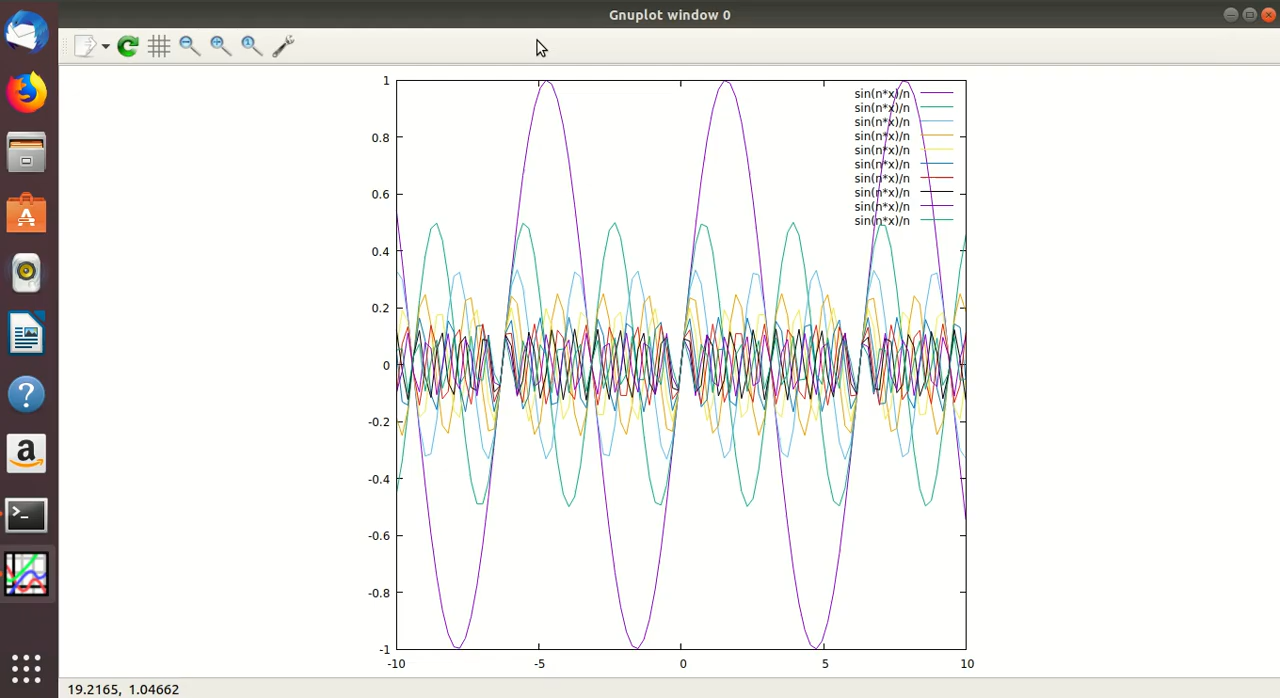 Gnuplot window 0
1
0.8
0.6
0.4
0.2
0
-0.2
-0.4
-0.6
-0.8
-1
-10
-5
0
5
10
sin(n*x)/n
sin(n*x)/n
sin(n*x)/n
sin(n*x)/n
sin(n*x)/n
sin(n*x)/n
sin(n*x)/n
sin(n*x)/n
sin(n*x)/n
sin(n*x)/n
19.2165, 1.04662